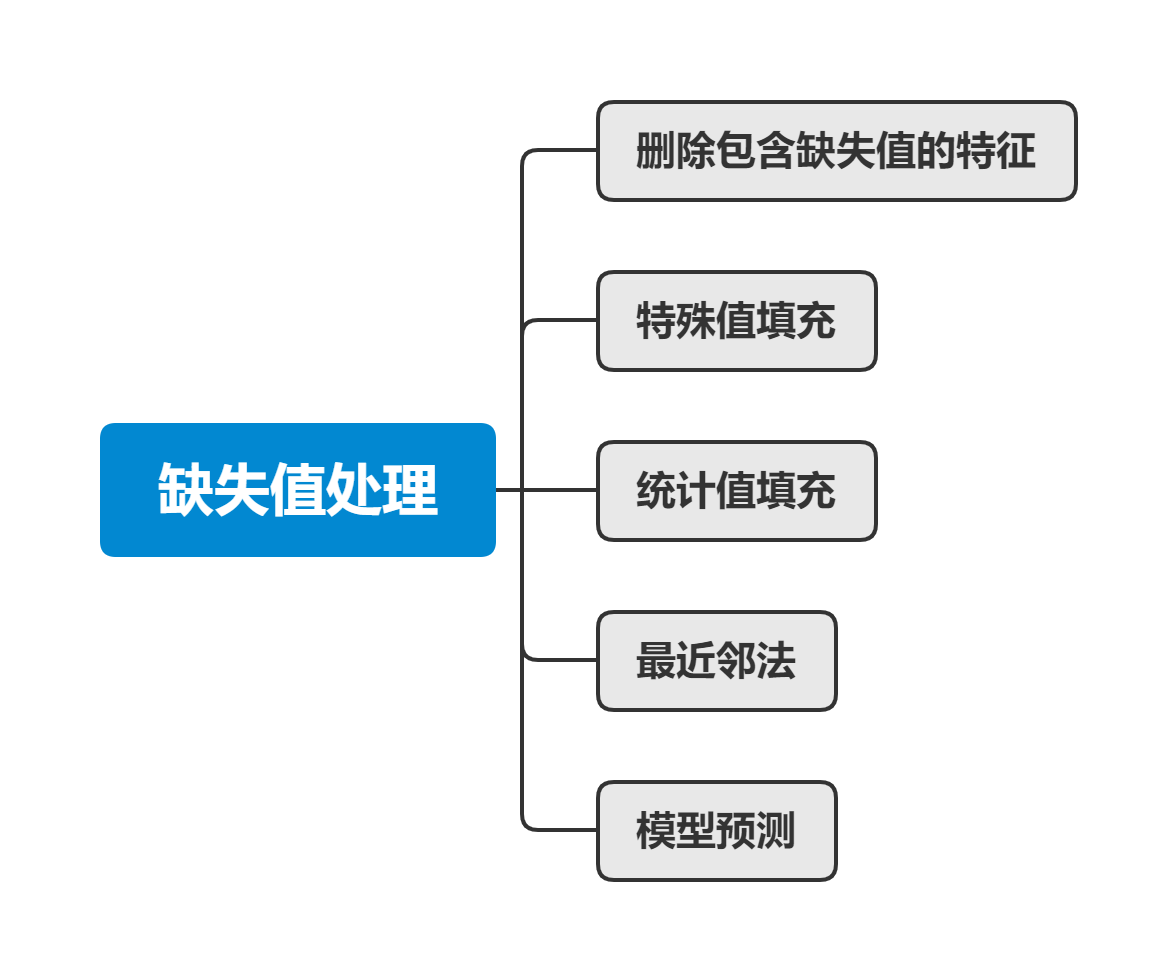 删除包含缺失值的特征
特殊值填充
缺失值处理
统计值填充
最近邻法
模型预测